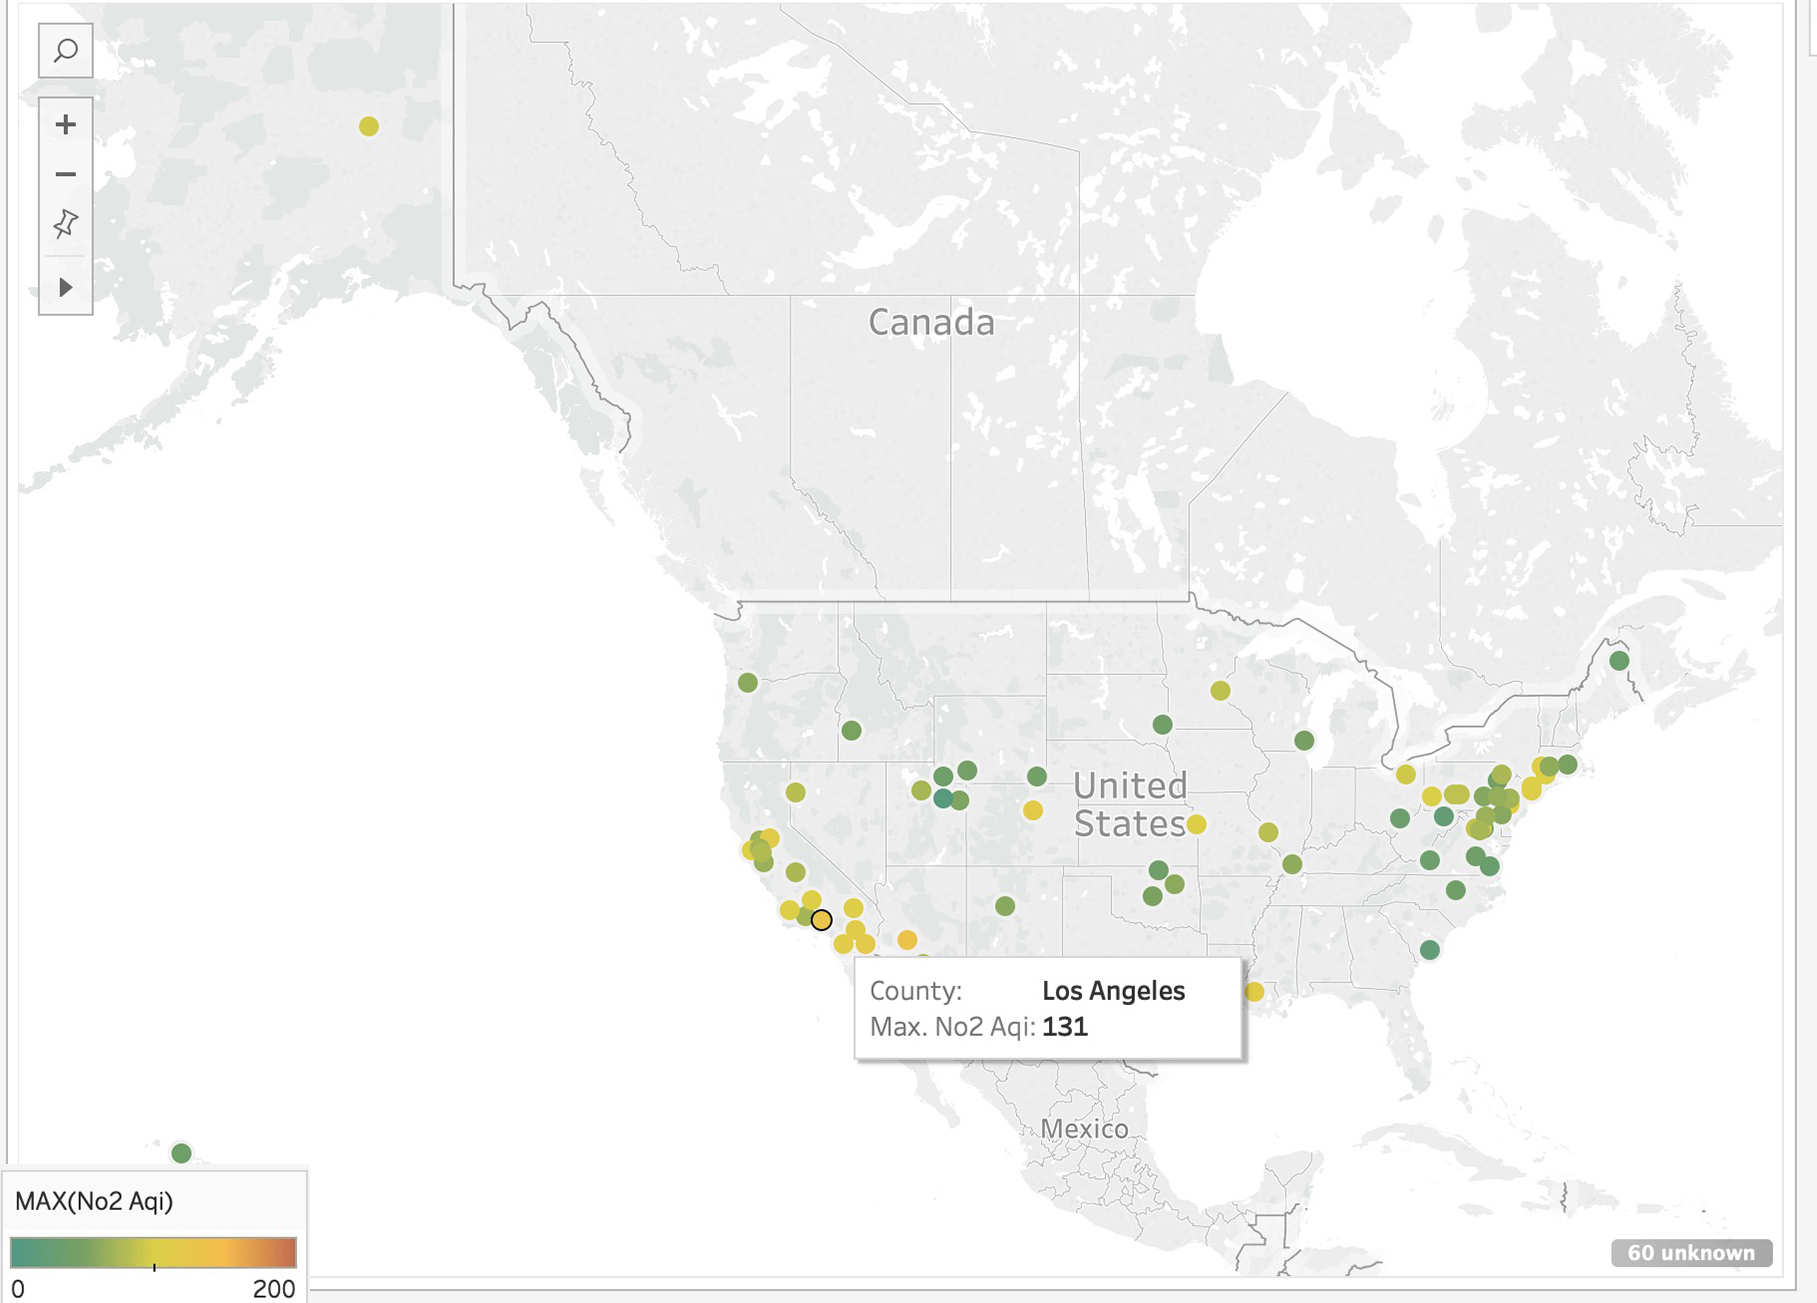 Canada
United
States
County: Los Angeles
Max. No2 Aqi: 131
Mexico
MAX(No2 Aqi)
0 200
60 unknown